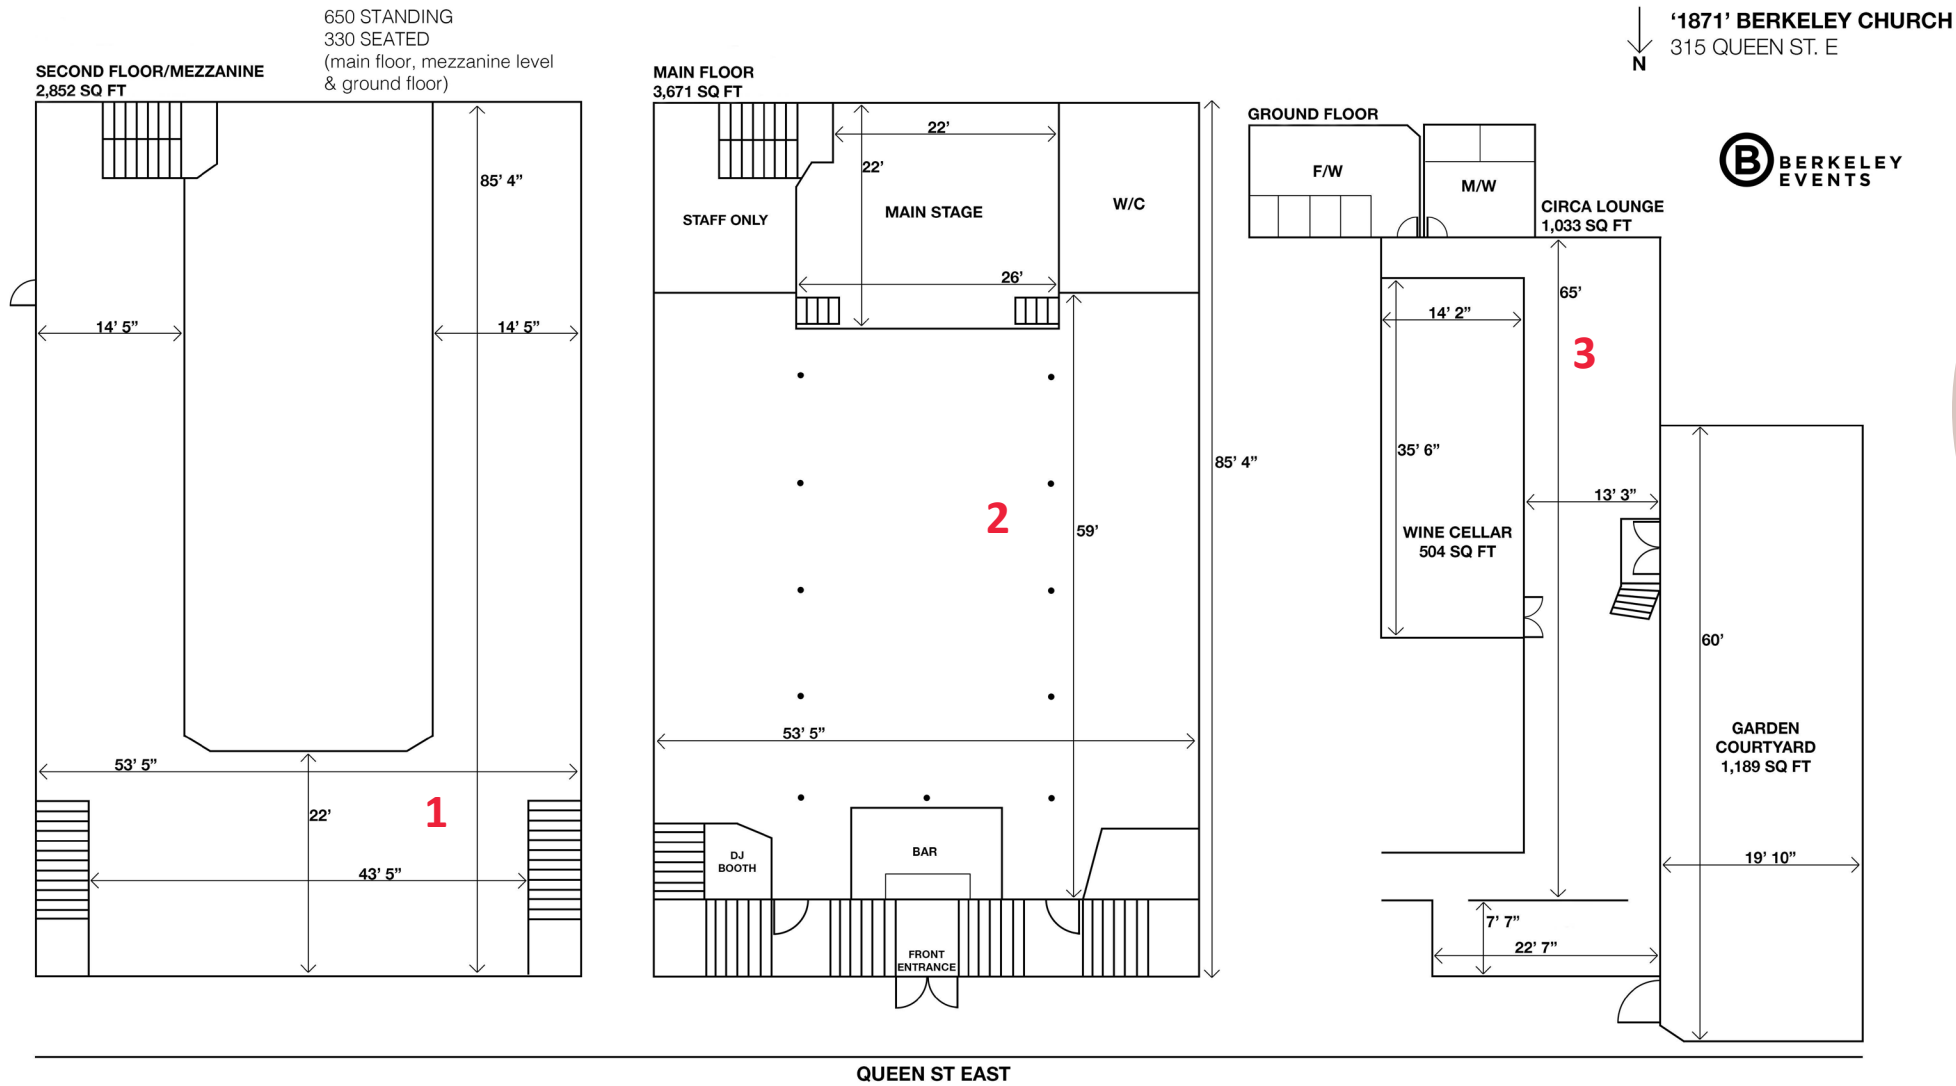 650 STANDING
330 SEATED
(main floor, mezzanine level
& ground floor)
‘1871’ BERKELEY CHURCH
315 QUEEN ST. E
N
B BERKELEY
EVENTS
SECOND FLOOR/MEZZANINE
2,852 SQ FT
85’ 4”
14’ 5”
14’ 5”
53’ 5”
22’
1
43’ 5”
MAIN FLOOR
3,671 SQ FT
22’
22’
STAFF ONLY
MAIN STAGE
W/C
26’
85’ 4”
2
59’
53’ 5”
DJ
BOOTH
BAR
FRONT
ENTRANCE
GROUND FLOOR
F/W
M/W
CIRCA LOUNGE
1,033 SQ FT
65’
14’ 2”
3
35’ 6”
13’ 3”
WINE CELLAR
504 SQ FT
60’
GARDEN
COURTYARD
1,189 SQ FT
19’ 10”
7’ 7”
22’ 7”
QUEEN ST EAST